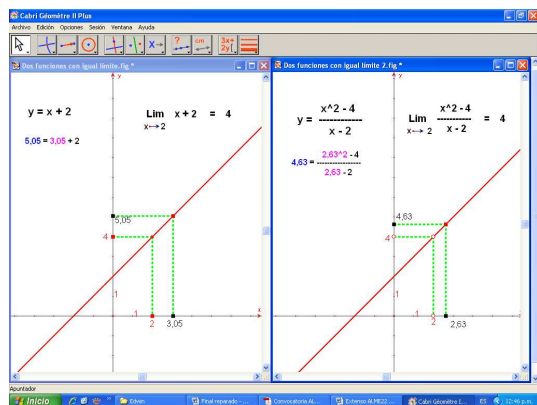 Cabri Géomètre II Plus
Archivo Edición Opciones Sesión Ventana Ayuda
Dos funciones con igual límite.fig *
y = x + 2
Lim x + 2 = 4
x→ 2
5,05 = 3,05 + 2
y
5,05
4
1
1
2
3,05
x
Dos funciones con igual límite 2.fig *
x^2 - 4
y = ------------
x - 2
x^2 - 4
Lim ---------- = 4
x→ 2 x - 2
2,63^2 - 4
4,63 = ----------------
2,63 - 2
4,63
4
1
1
2
2,63
Apuntador
Inicio
Edwin
Final reparado - ...
Convocatoria AL...
Extenso ALME22 ...
Cabri Géomètre I...
ES
12:46 p.m.